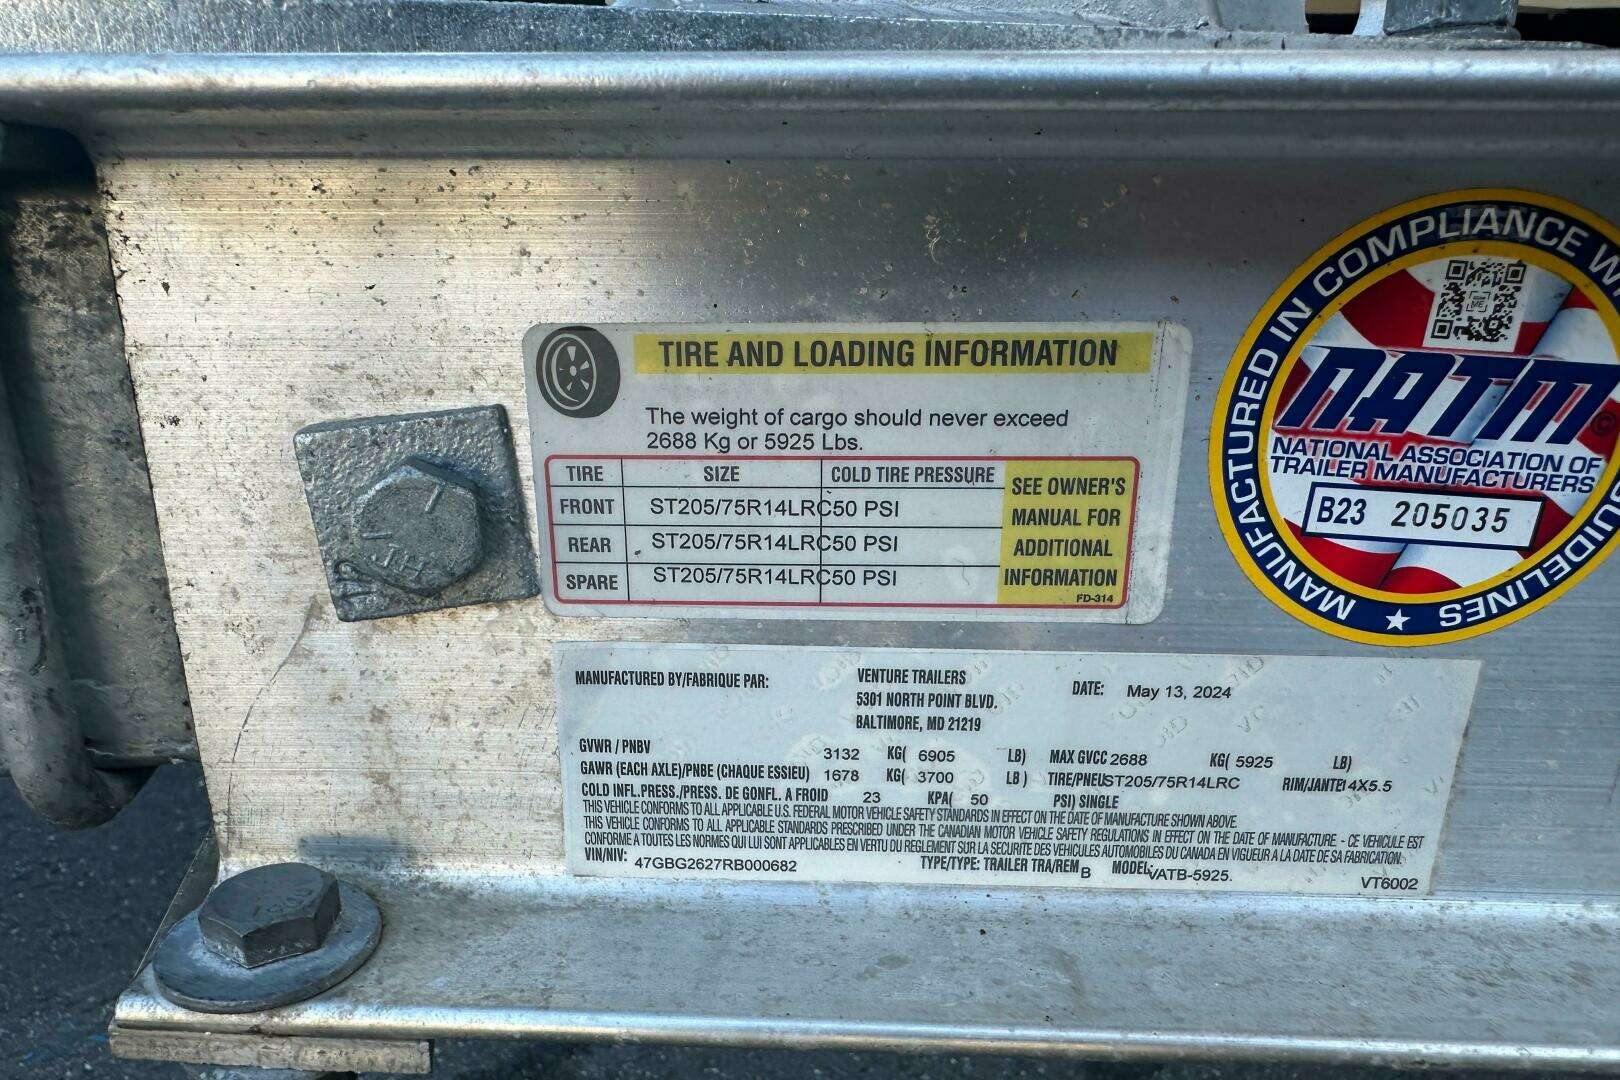 TIRE AND LOADING INFORMATION
The weight of cargo should never exceed
2688 Kg or 5925 Lbs.
TIRE SIZE COLD TIRE PRESSURE
FRONT ST205/75R14LRC50 PSI
REAR ST205/75R14LRC50 PSI
SPARE ST205/75R14LRC50 PSI
SEE OWNER'S
MANUAL FOR
ADDITIONAL
INFORMATION
FD-314
MANUFACTURED IN COMPLIANCE
GUIDELINES
NATM
NATIONAL ASSOCIATION OF
TRAILER MANUFACTURERS
B23 205035
JH
MANUFACTURED BY/FABRIQUE PAR: VENTURE TRAILERS DATE: May 13, 2024
5301 NORTH POINT BLVD.
BALTIMORE, MD 21219
GVWR / PNBV 3132 KG( 6905 LB) MAX GVCC 2688 KG( 5925 LB)
GAWR (EACH AXLE)/PNBE (CHAQUE ESSIEU) 1678 KG( 3700 LB ) TIRE/PNEUST205/75R14LRC RIM/JANTE14X5.5
COLD INFL.PRESS./PRESS. DE GONFL. A FROID 23 KPA( 50 PSI) SINGLE
THIS VEHICLE CONFORMS TO ALL APPLICABLE U.S. FEDERAL MOTOR VEHICLE SAFETY STANDARDS IN EFFECT ON THE DATE OF MANUFACTURE SHOWN ABOVE.
THIS VEHICLE CONFORMS TO ALL APPLICABLE STANDARDS PRESCRIBED UNDER THE CANADIAN MOTOR VEHICLE SAFETY REGULATIONS IN EFFECT ON THE DATE OF MANUFACTURE - CE VEHICULE EST
CONFORME A TOUTES LES NORMES QUI LUI SONT APPLICABLES EN VERTU DU REGLEMENT SUR LA SECURITE DES VEHICULES AUTOMOBILES DU CANADA EN VIGUEUR A LA DATE DE SA FABRICATION.
VIN/NIV: 47GBG2627RB000682 TYPE/TYPE: TRAILER TRA/REM B MODEL: VATB-5925.
VT6002